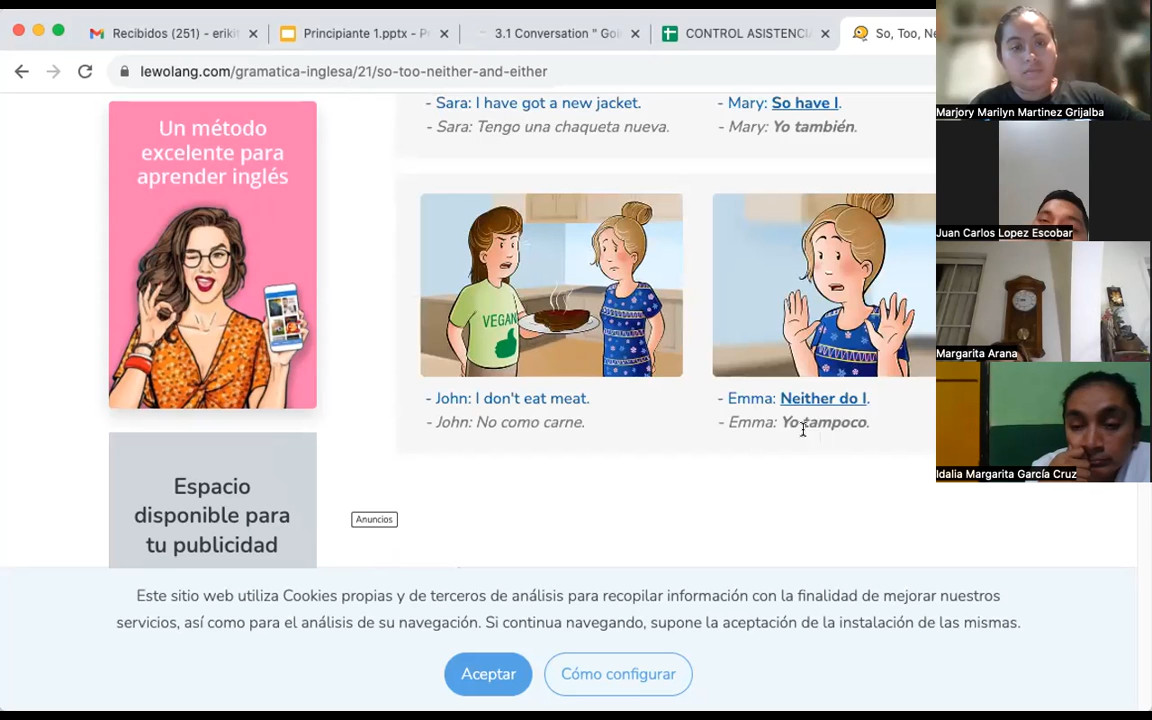 Recibidos (251) - erikit
Principiante 1.pptx - P
3.1 Conversation " Goi
CONTROL ASISTENCI
So, Too, Ne
lewolang.com/gramatica-inglesa/21/so-too-neither-and-either
Un método
excelente para
aprender inglés
- Sara: I have got a new jacket.
- Sara: Tengo una chaqueta nueva.
- Mary: So have I.
- Mary: Yo también.
VEGAN
- John: I don't eat meat.
- John: No como carne.
- Emma: Neither do I.
- Emma: Yo tampoco.
Espacio
disponible para
tu publicidad
Anuncios
Este sitio web utiliza Cookies propias y de terceros de análisis para recopilar información con la finalidad de mejorar nuestros
servicios, así como para el análisis de su navegación. Si continua navegando, supone la aceptación de la instalación de las mismas.
Aceptar
Cómo configurar
Marjory Marilyn Martinez Grijalba
Juan Carlos Lopez Escobar
Margarita Arana
Idalia Margarita García Cruz